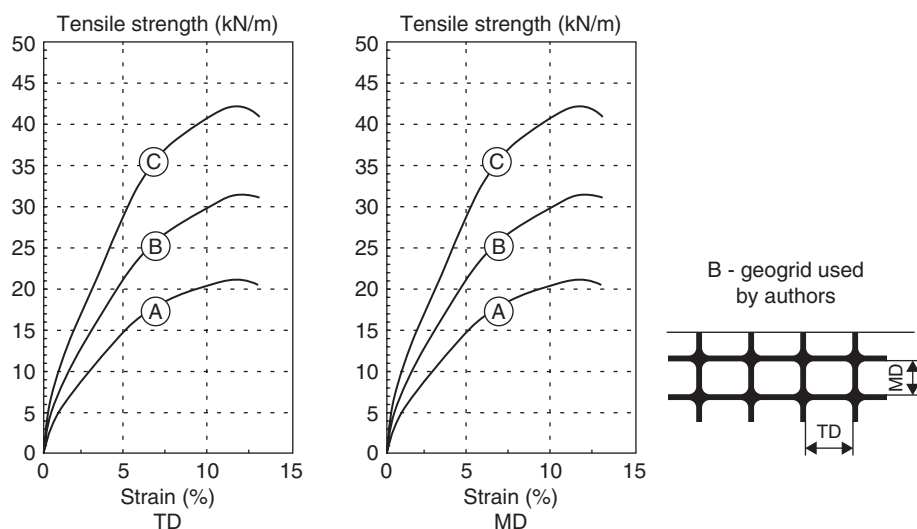 Tensile strength (kN/m)
50
45
40
35
30
25
20
15
10
5
0
C
B
A
0 5 10 15
Strain (%)
TD
Tensile strength (kN/m)
50
45
40
35
30
25
20
15
10
5
0
C
B
A
0 5 10 15
Strain (%)
MD
B - geogrid used
by authors
MD
TD